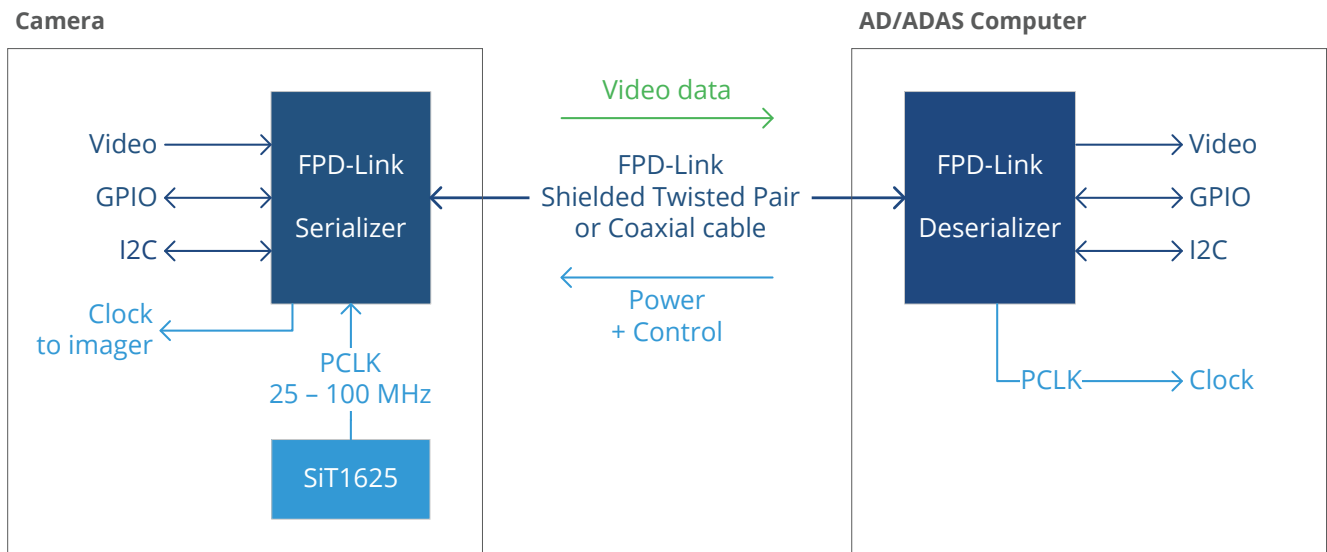 Camera
AD/ADAS Computer
Video
GPIO
I2C
Clock
to imager
FPD-Link
Serializer
PCLK
25 – 100 MHz
SiT1625
Video data
FPD-Link
Shielded Twisted Pair
or Coaxial cable
Power
+ Control
FPD-Link
Deserializer
Video
GPIO
I2C
PCLK
Clock